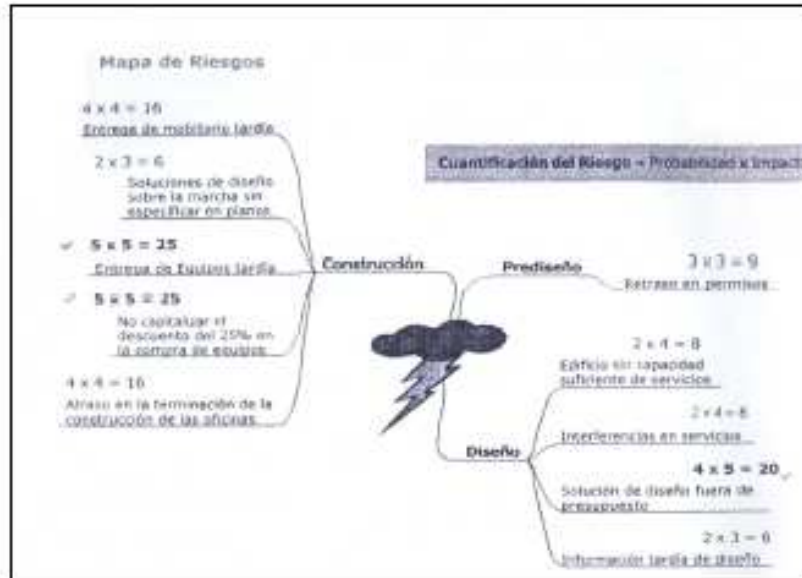 Mapa de Riesgos
4 x 4 = 16
Entrega de mobiliario tardía
2 x 3 = 6
Soluciones de diseño
sobre la marcha sin
especificar en planos
✓ 5 x 5 = 25
Entrega de Equipos tardía
✓ 5 x 5 = 25
No capitalizar el
descuento del 25% en
la compra de equipos
4 x 4 = 16
Atraso en la terminación de la
construcción de las oficinas
Construcción
Cuantificación del Riesgo = Probabilidad x Impact
Prediseño
3 x 3 = 9
Retraso en permisos
Diseño
2 x 4 = 8
Edificio sin capacidad
suficiente de servicios
2 x 4 = 8
Interferencias en servicios
4 x 5 = 20 ✓
Solución de diseño fuera de
presupuesto
2 x 3 = 6
Información tardía de diseño